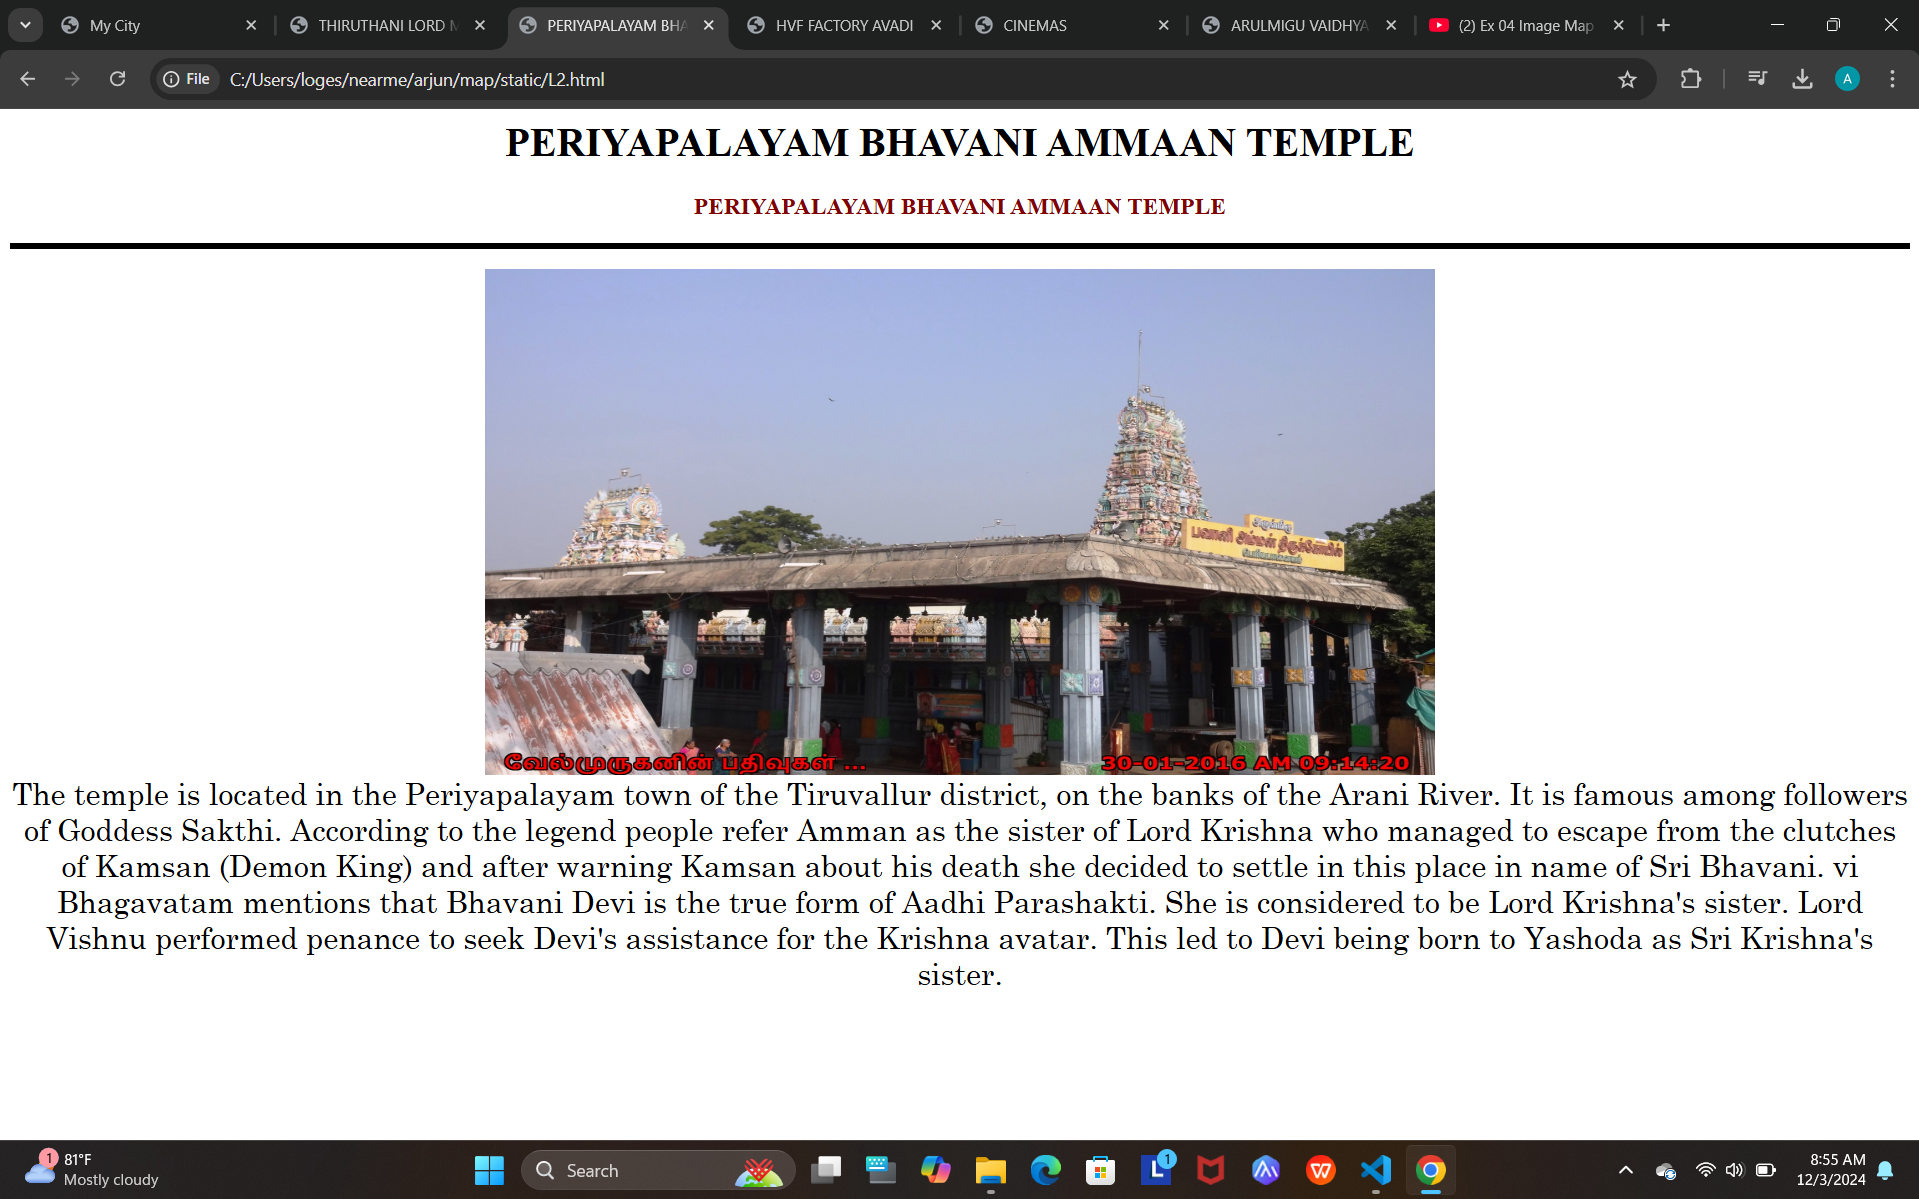 My City
THIRUTHANI LORD M
PERIYAPALAYAM BHA
HVF FACTORY AVADI
CINEMAS
ARULMIGU VAIDHYA
(2) Ex 04 Image Map
File
C:/Users/loges/nearme/arjun/map/static/L2.html
A
PERIYAPALAYAM BHAVANI AMMAAN TEMPLE
PERIYAPALAYAM BHAVANI AMMAAN TEMPLE
பவானி அம்மன் திருக்கோயில்
வேல்முருகனின் பதிவுகள் ...
30-01-2016 AM 09:14:20
The temple is located in the Periyapalayam town of the Tiruvallur district, on the banks of the Arani River. It is famous among followers
of Goddess Sakthi. According to the legend people refer Amman as the sister of Lord Krishna who managed to escape from the clutches
of Kamsan (Demon King) and after warning Kamsan about his death she decided to settle in this place in name of Sri Bhavani. vi
Bhagavatam mentions that Bhavani Devi is the true form of Aadhi Parashakti. She is considered to be Lord Krishna's sister. Lord
Vishnu performed penance to seek Devi's assistance for the Krishna avatar. This led to Devi being born to Yashoda as Sri Krishna's
sister.
1
81°F
Mostly cloudy
Search
L
1
W
8:55 AM
12/3/2024